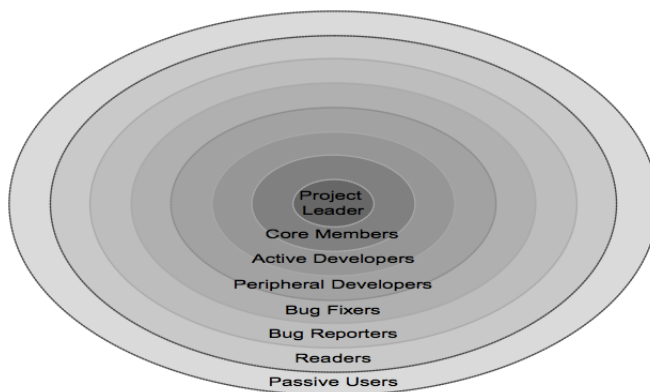 Project
Leader
Core Members
Active Developers
Peripheral Developers
Bug Fixers
Bug Reporters
Readers
Passive Users